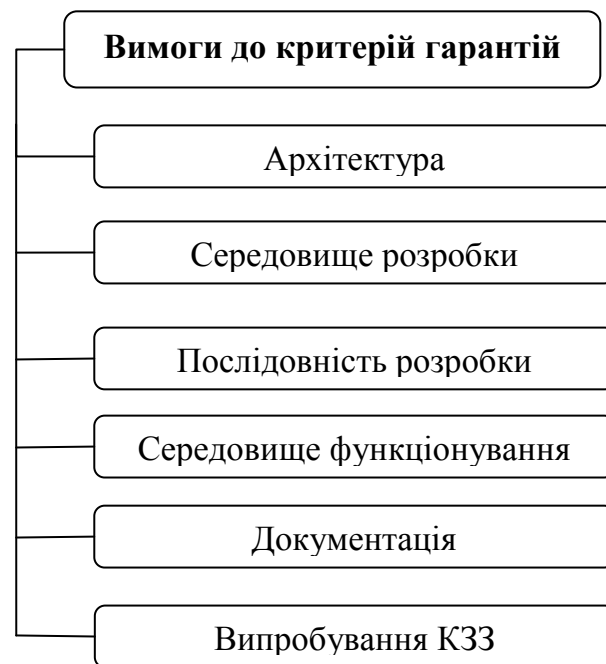 Вимоги до критерій гарантій
Архітектура
Середовище розробки
Послідовність розробки
Середовище функціонування
Документація
Випробування КЗЗ